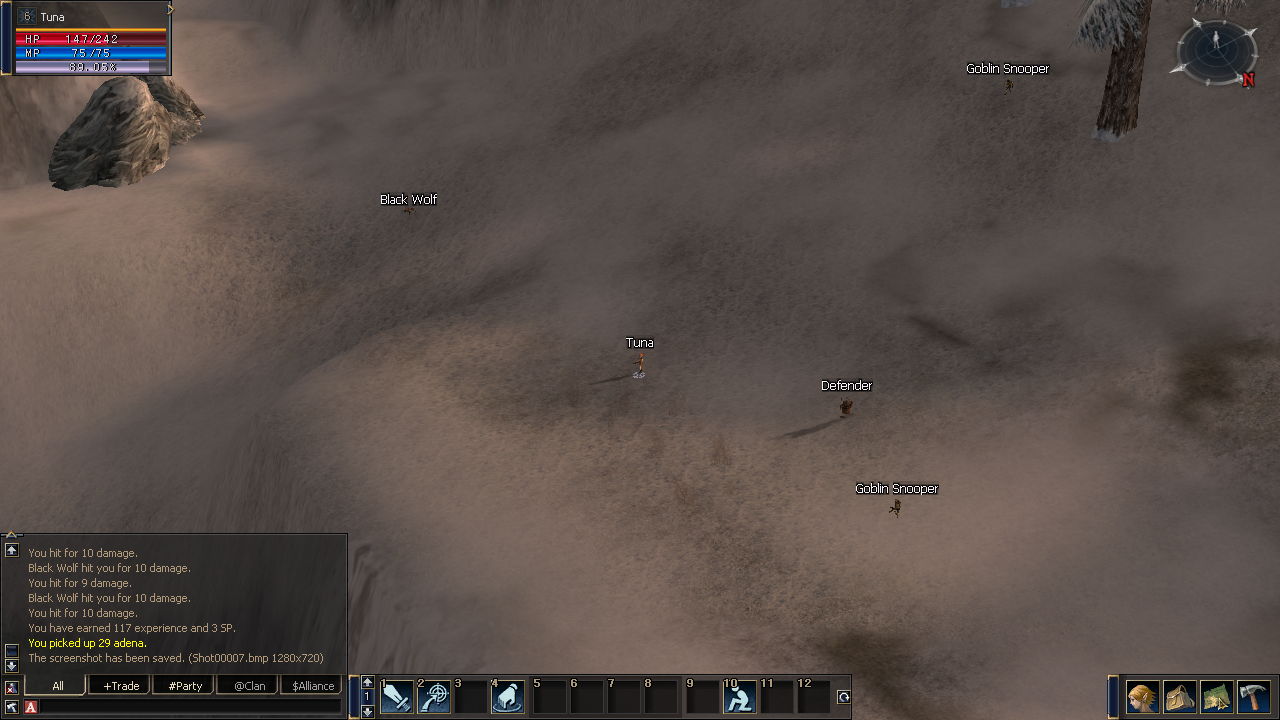 6 Tuna
HP 147/242
MP 75/75
89.05%
N
Goblin Snooper
Black Wolf
Tuna
Defender
Goblin Snooper
You hit for 10 damage.
Black Wolf hit you for 10 damage.
You hit for 9 damage.
Black Wolf hit you for 10 damage.
You hit for 10 damage.
You have earned 117 experience and 3 SP.
You picked up 29 adena.
The screenshot has been saved. (Shot00007.bmp 1280x720)
All +Trade #Party @Clan $Alliance
A
1
1 2 3 4 5 6 7 8 9 10 11 12